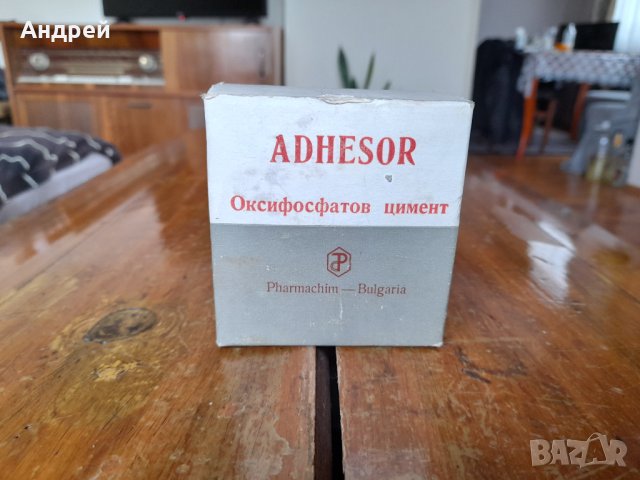 Андрей
ADHESOR
Оксифосфатов цимент
Pharmachim — Bulgaria
BAZAR